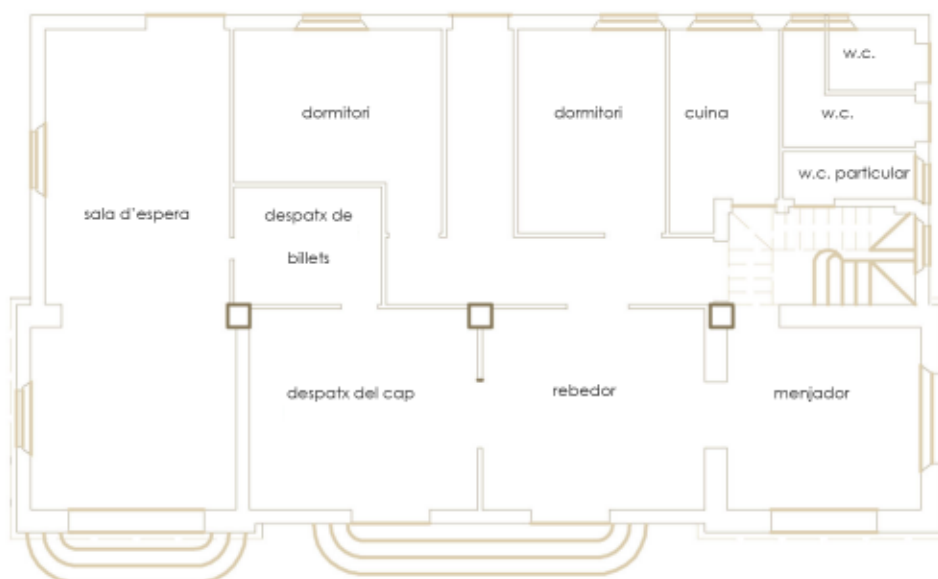 w.c.
dormitori
dormitori
cuina
w.c.
w.c. particular
sala d'espera
despatx de
billets
despatx del cap
rebedor
menjador